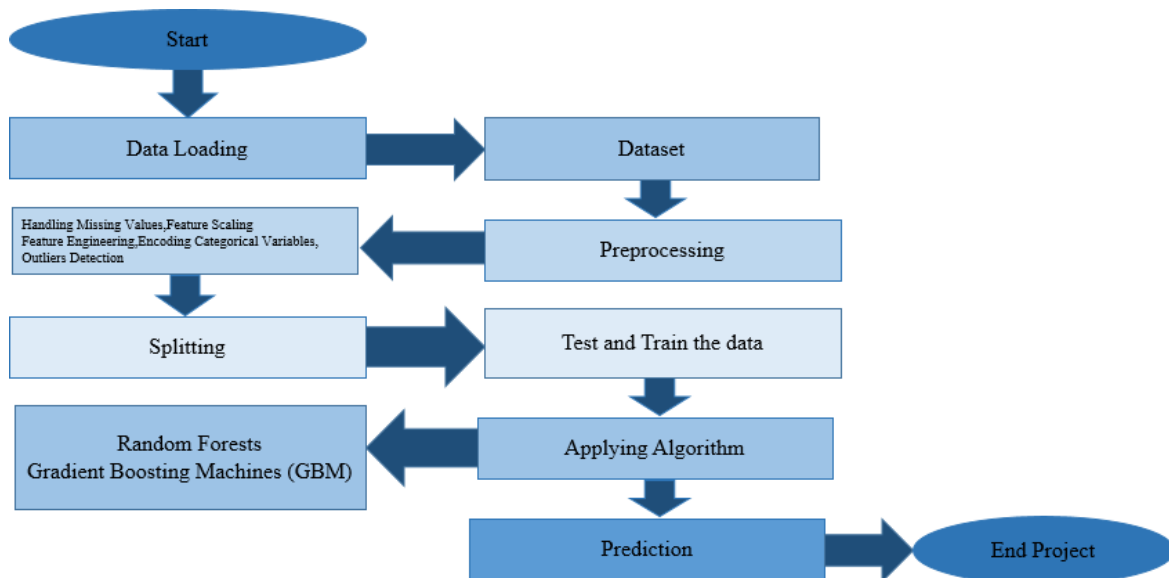 Start
Data Loading
Dataset
Handling Missing Values,Feature Scaling
Feature Engineering,Encoding Categorical Variables,
Outliers Detection
Preprocessing
Splitting
Test and Train the data
Random Forests
Gradient Boosting Machines (GBM)
Applying Algorithm
Prediction
End Project